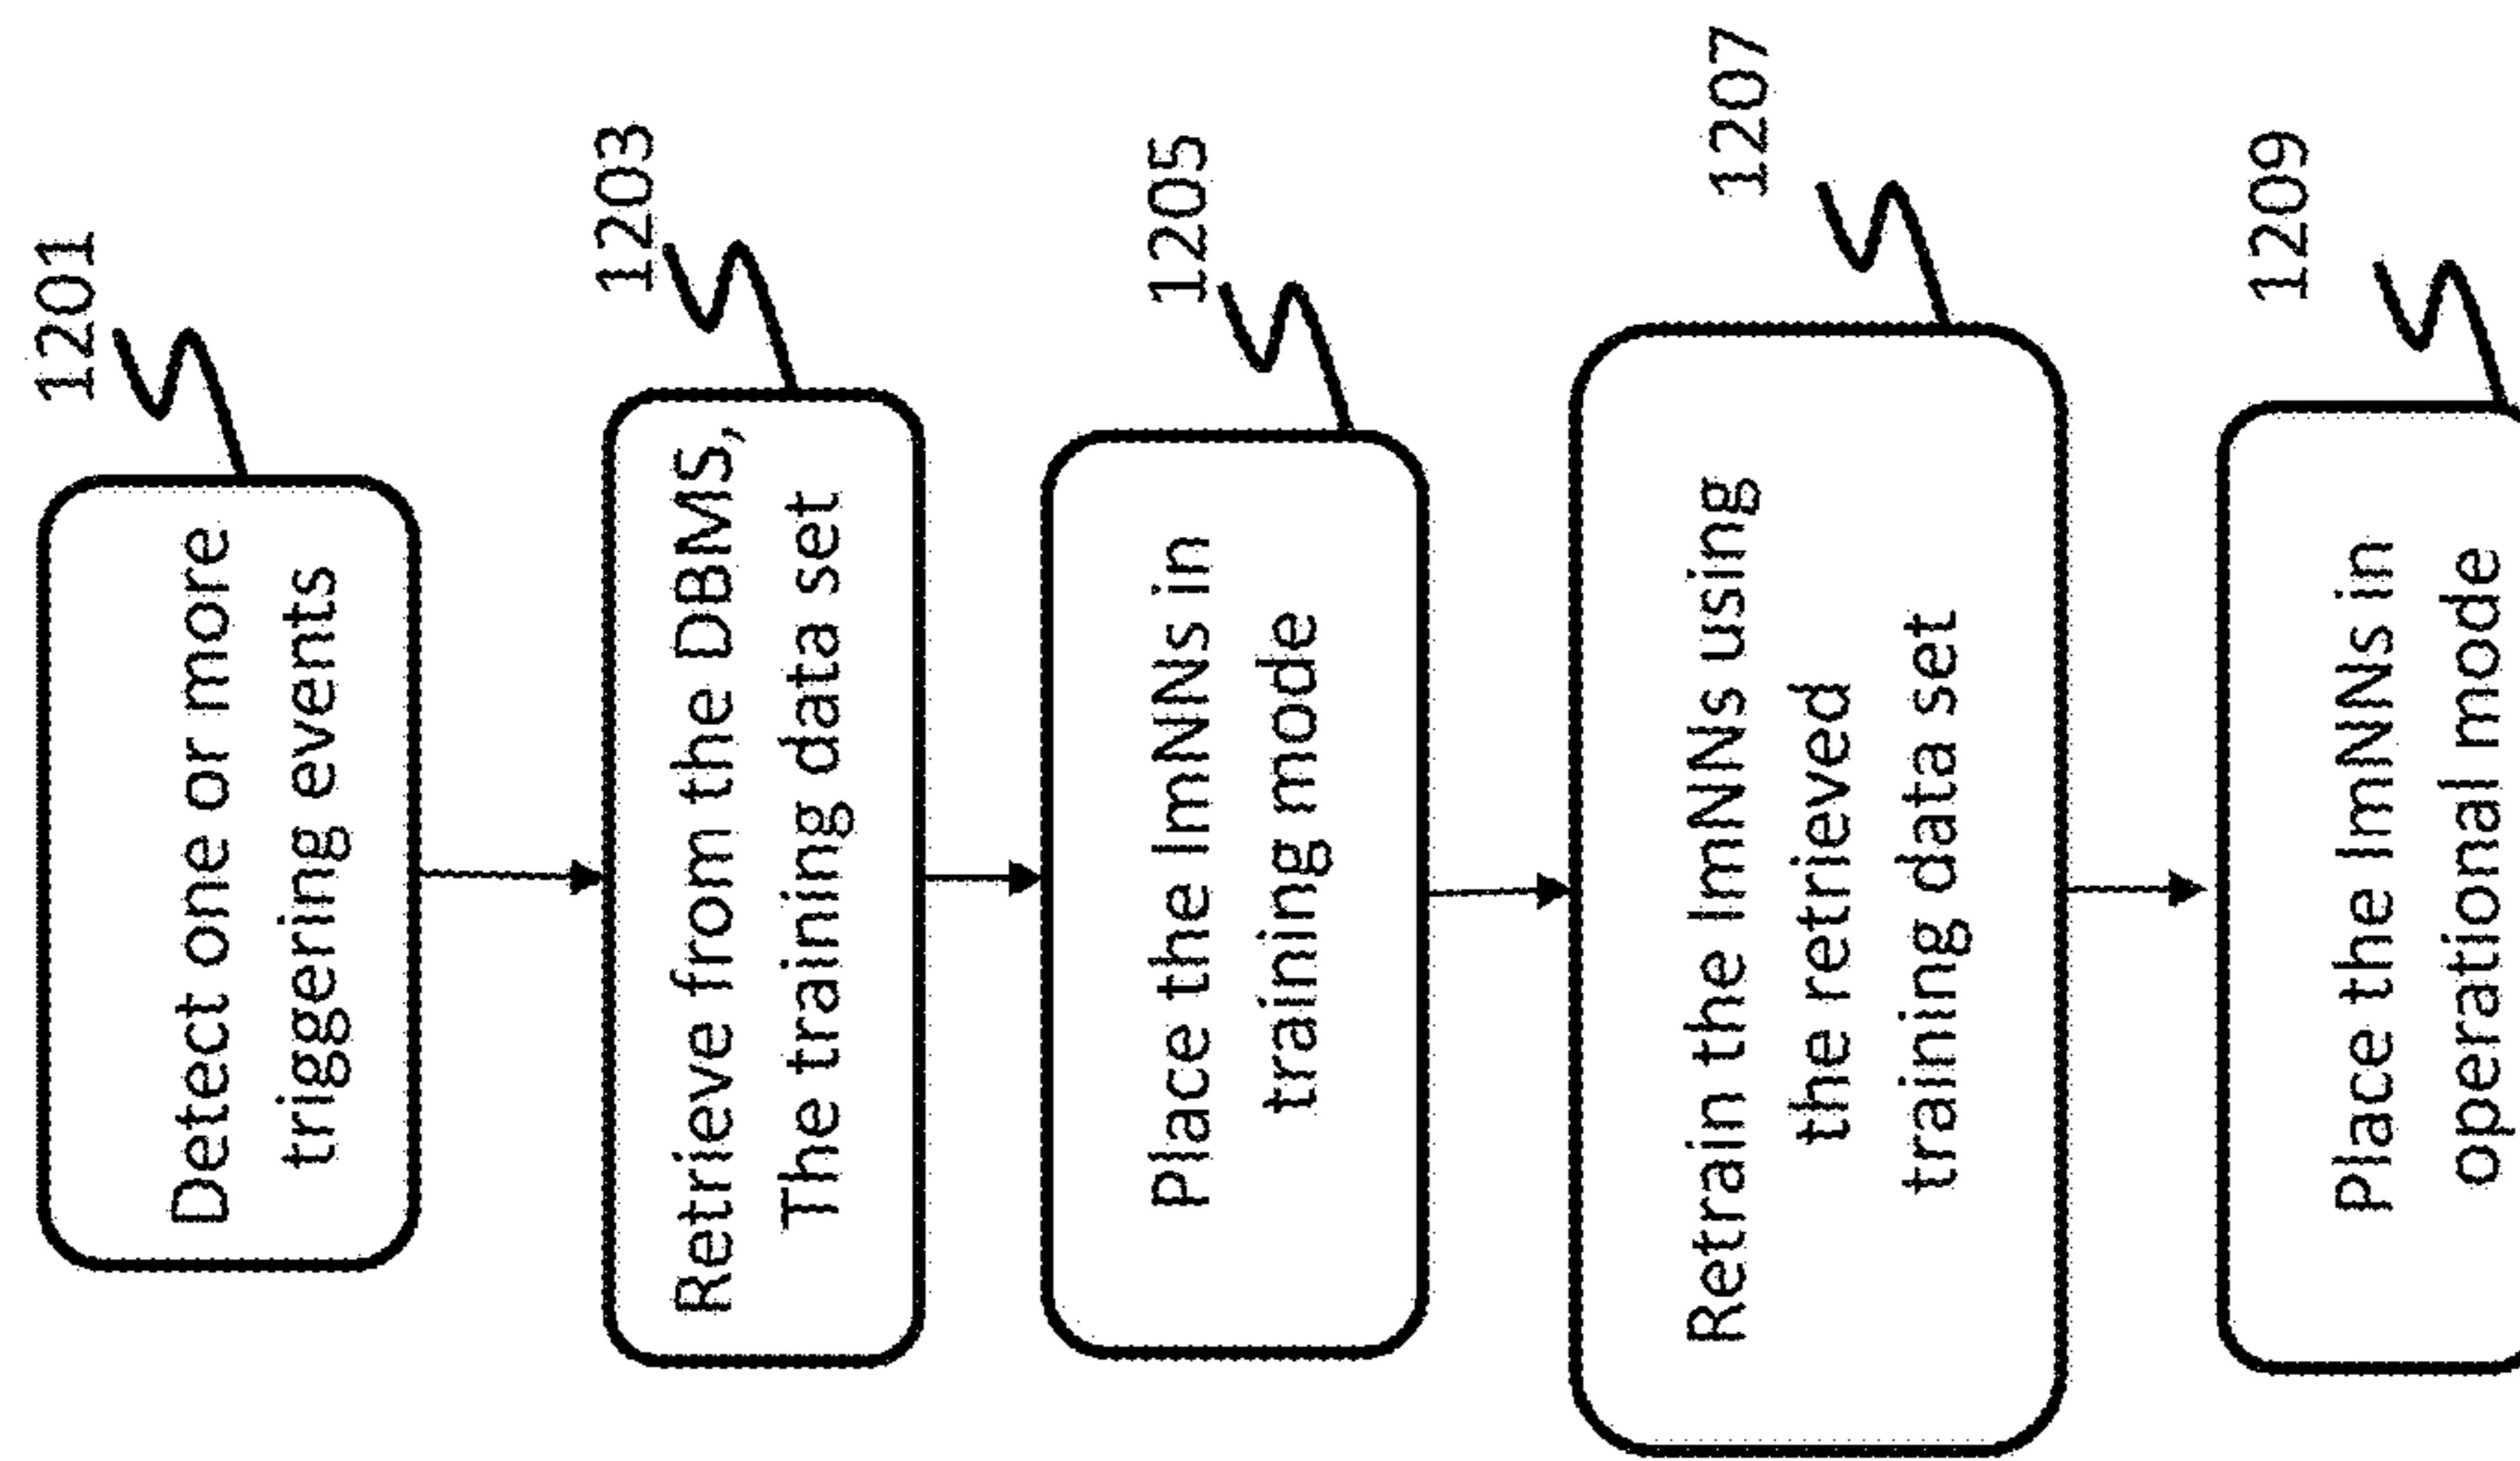 1201
Detect one or more
triggering events
1203
Retrieve from the DBMS,
The training data set
1205
Place the ImNNs in
training mode
1207
Retrain the ImNNs using
the retrieved
training data set
1209
Place the ImNNs in
operational mode